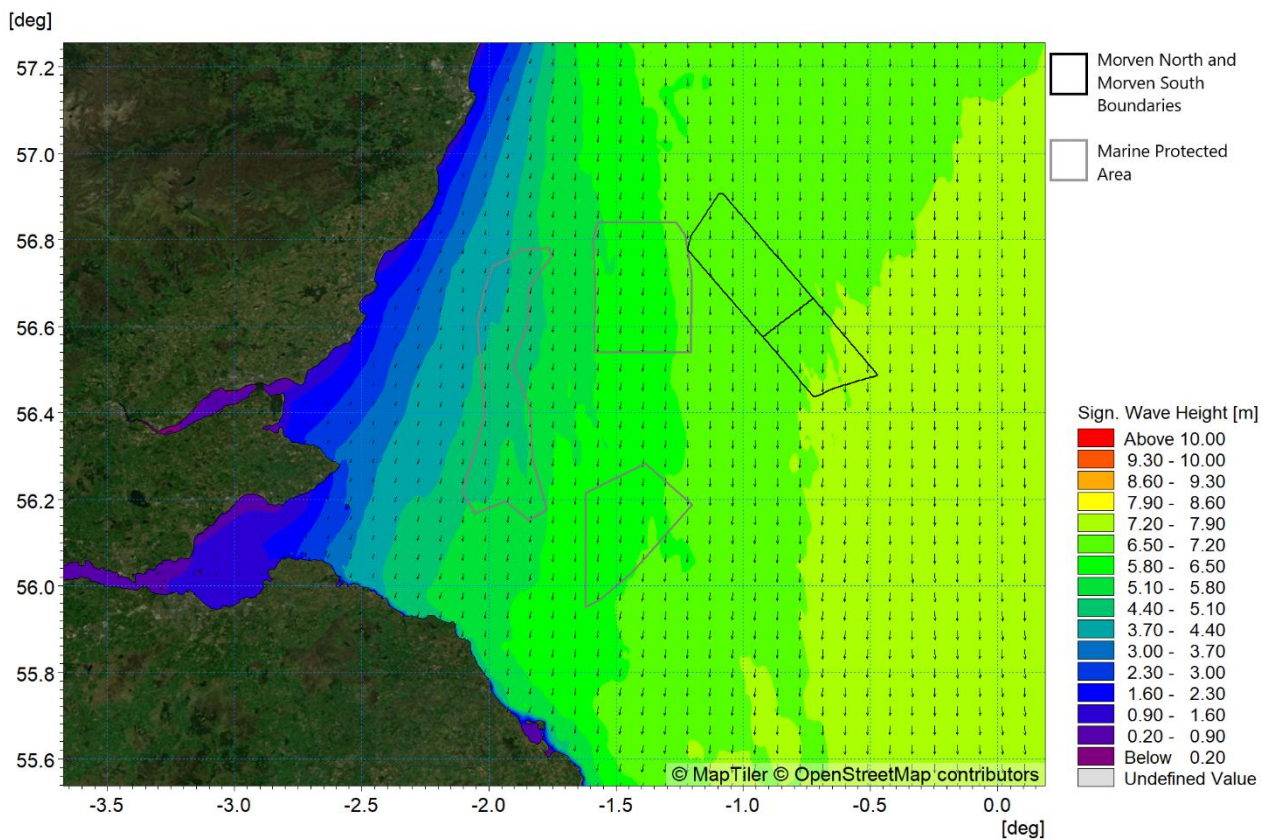 [deg]
57.2
57.0
56.8
56.6
56.4
56.2
56.0
55.8
55.6
-3.5
-3.0
-2.5
-2.0
-1.5
-1.0
-0.5
0.0
[deg]
© MapTiler © OpenStreetMap contributors
Morven North and
Morven South
Boundaries
Marine Protected
Area
Sign. Wave Height [m]
Above 10.00
9.30 - 10.00
8.60 - 9.30
7.90 - 8.60
7.20 - 7.90
6.50 - 7.20
5.80 - 6.50
5.10 - 5.80
4.40 - 5.10
3.70 - 4.40
3.00 - 3.70
2.30 - 3.00
1.60 - 2.30
0.90 - 1.60
0.20 - 0.90
Below 0.20
Undefined Value